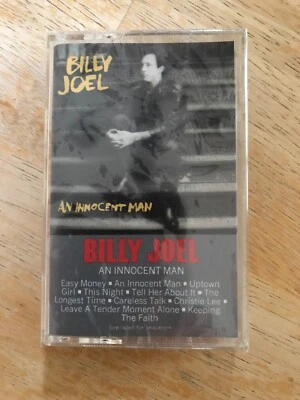 BILLY
JOEL
AN INNOCENT MAN
BILLY JOEL
AN INNOCENT MAN
Easy Money ▪ An Innocent Man ▪ Uptown
Girl ▪ This Night ▪ Tell Her About It ▪ The
Longest Time ▪ Careless Talk ▪ Christie Lee ▪
Leave A Tender Moment Alone ▪ Keeping
The Faith